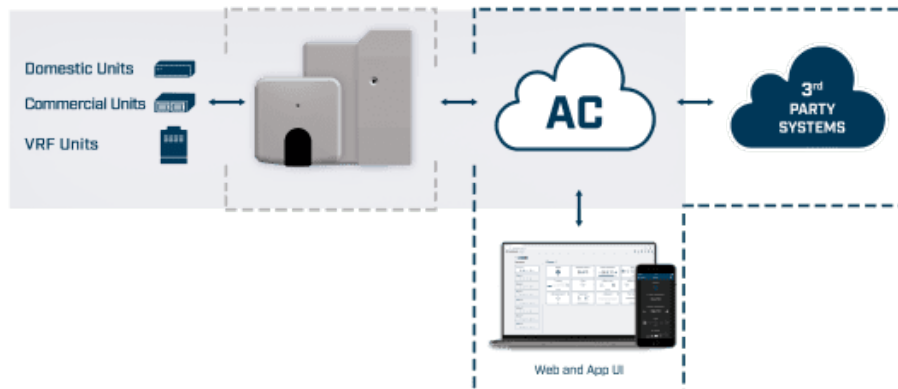 Domestic Units
Commercial Units
VRF Units
AC
3rd
PARTY
SYSTEMS
Web and App UI